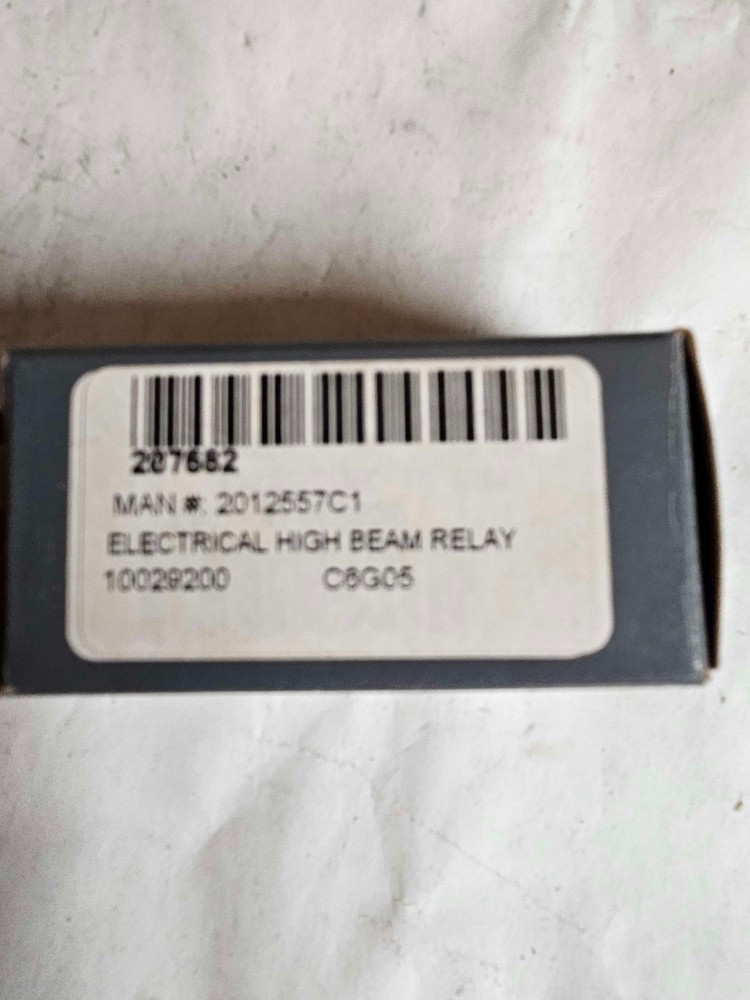 207682
MAN #: 2012557C1
ELECTRICAL HIGH BEAM RELAY
10029200 C6G05